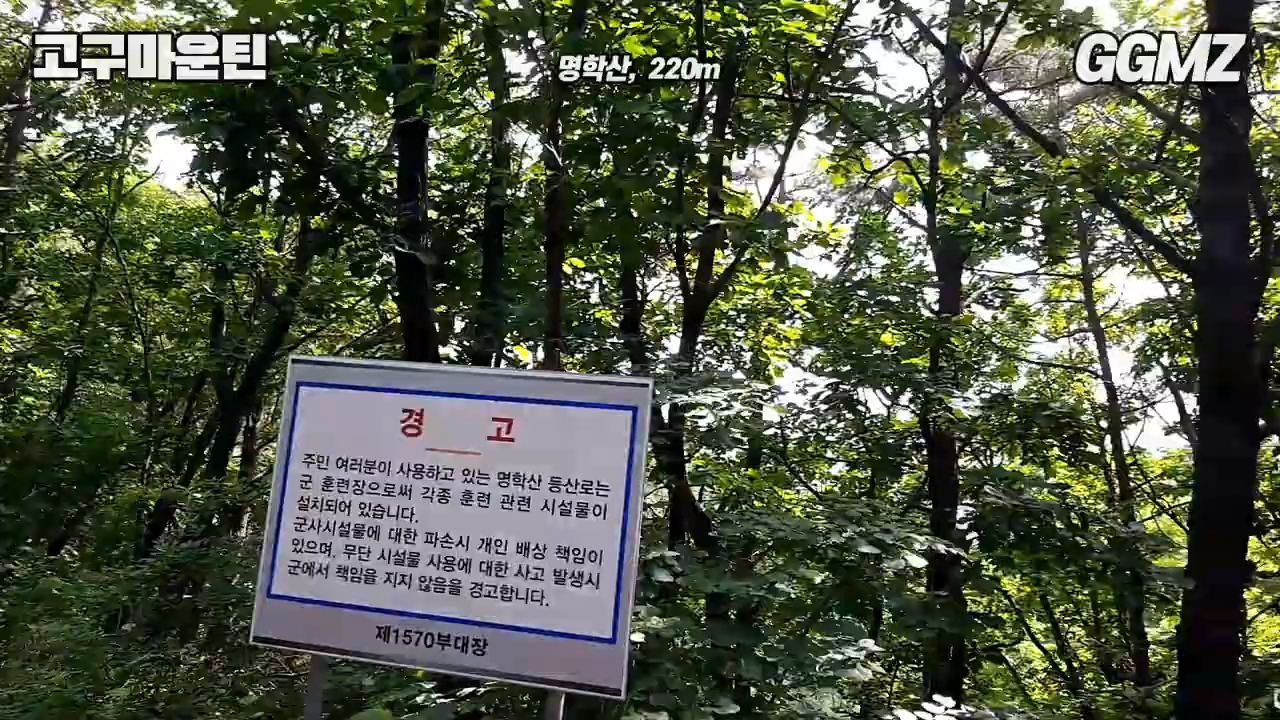 고구마운틴
명학산, 220m
GGMZ
경 고
주민 여러분이 사용하고 있는 명학산 등산로는
군 훈련장으로써 각종 훈련 관련 시설물이
설치되어 있습니다.
군사시설물에 대한 파손시 개인 배상 책임이
있으며, 무단 시설물 사용에 대한 사고 발생시
군에서 책임을 지지 않음을 경고합니다.
제1570부대장